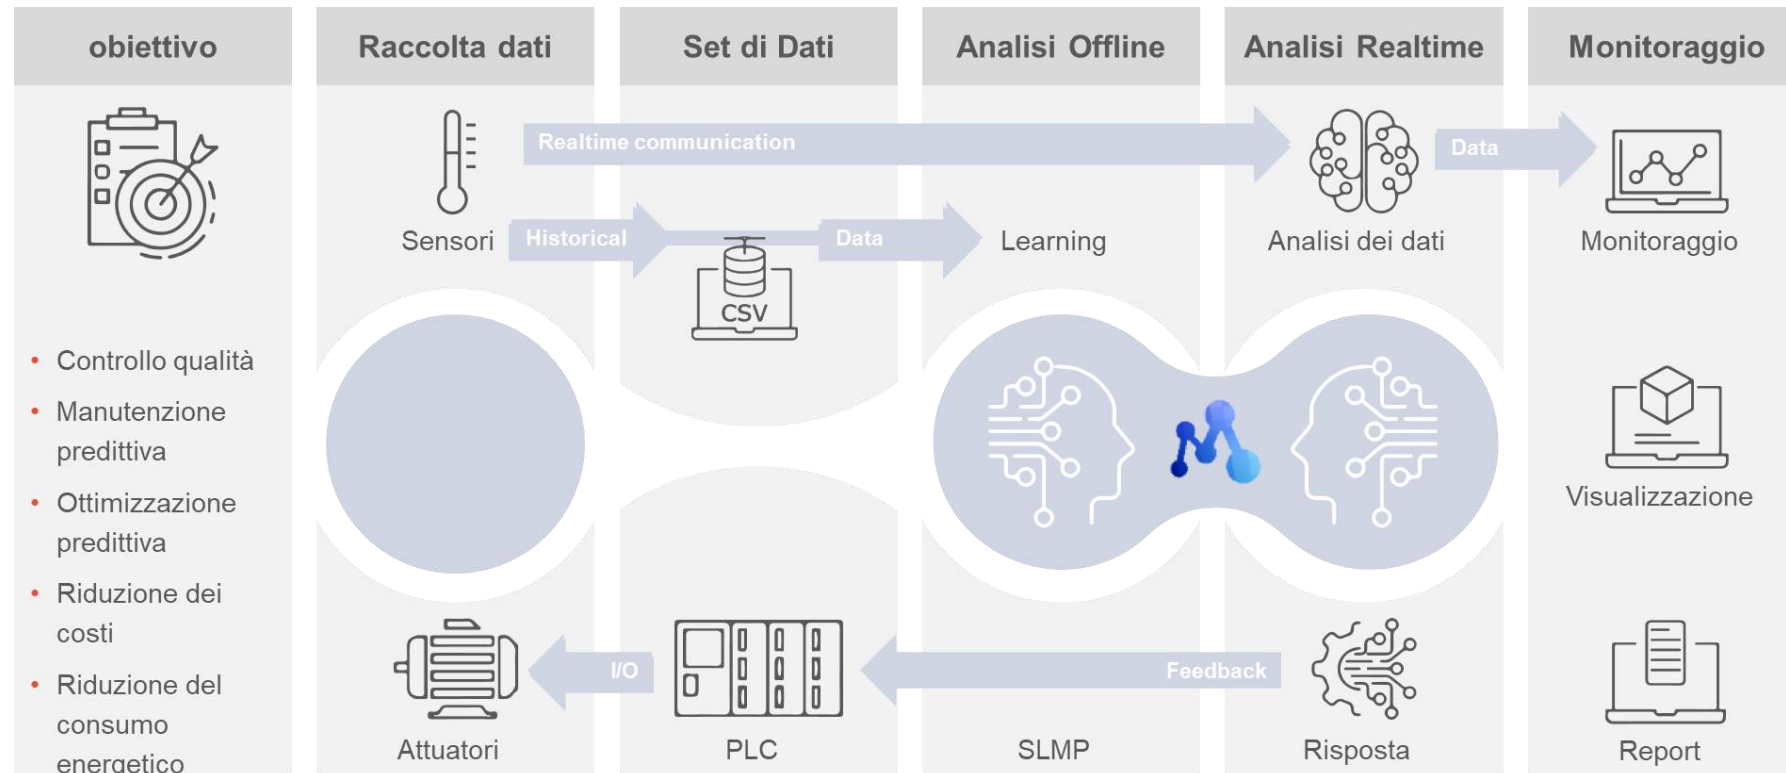 obiettivo
Raccolta dati
Set di Dati
Analisi Offline
Analisi Realtime
Monitoraggio
Realtime communication
Data
Sensori
Historical
Data
Learning
Analisi dei dati
Monitoraggio
CSV
• Controllo qualità
• Manutenzione
predittiva
• Ottimizzazione
predittiva
• Riduzione dei
costi
• Riduzione del
consumo
energetico
Visualizzazione
I/O
Feedback
Attuatori
PLC
SLMP
Risposta
Report